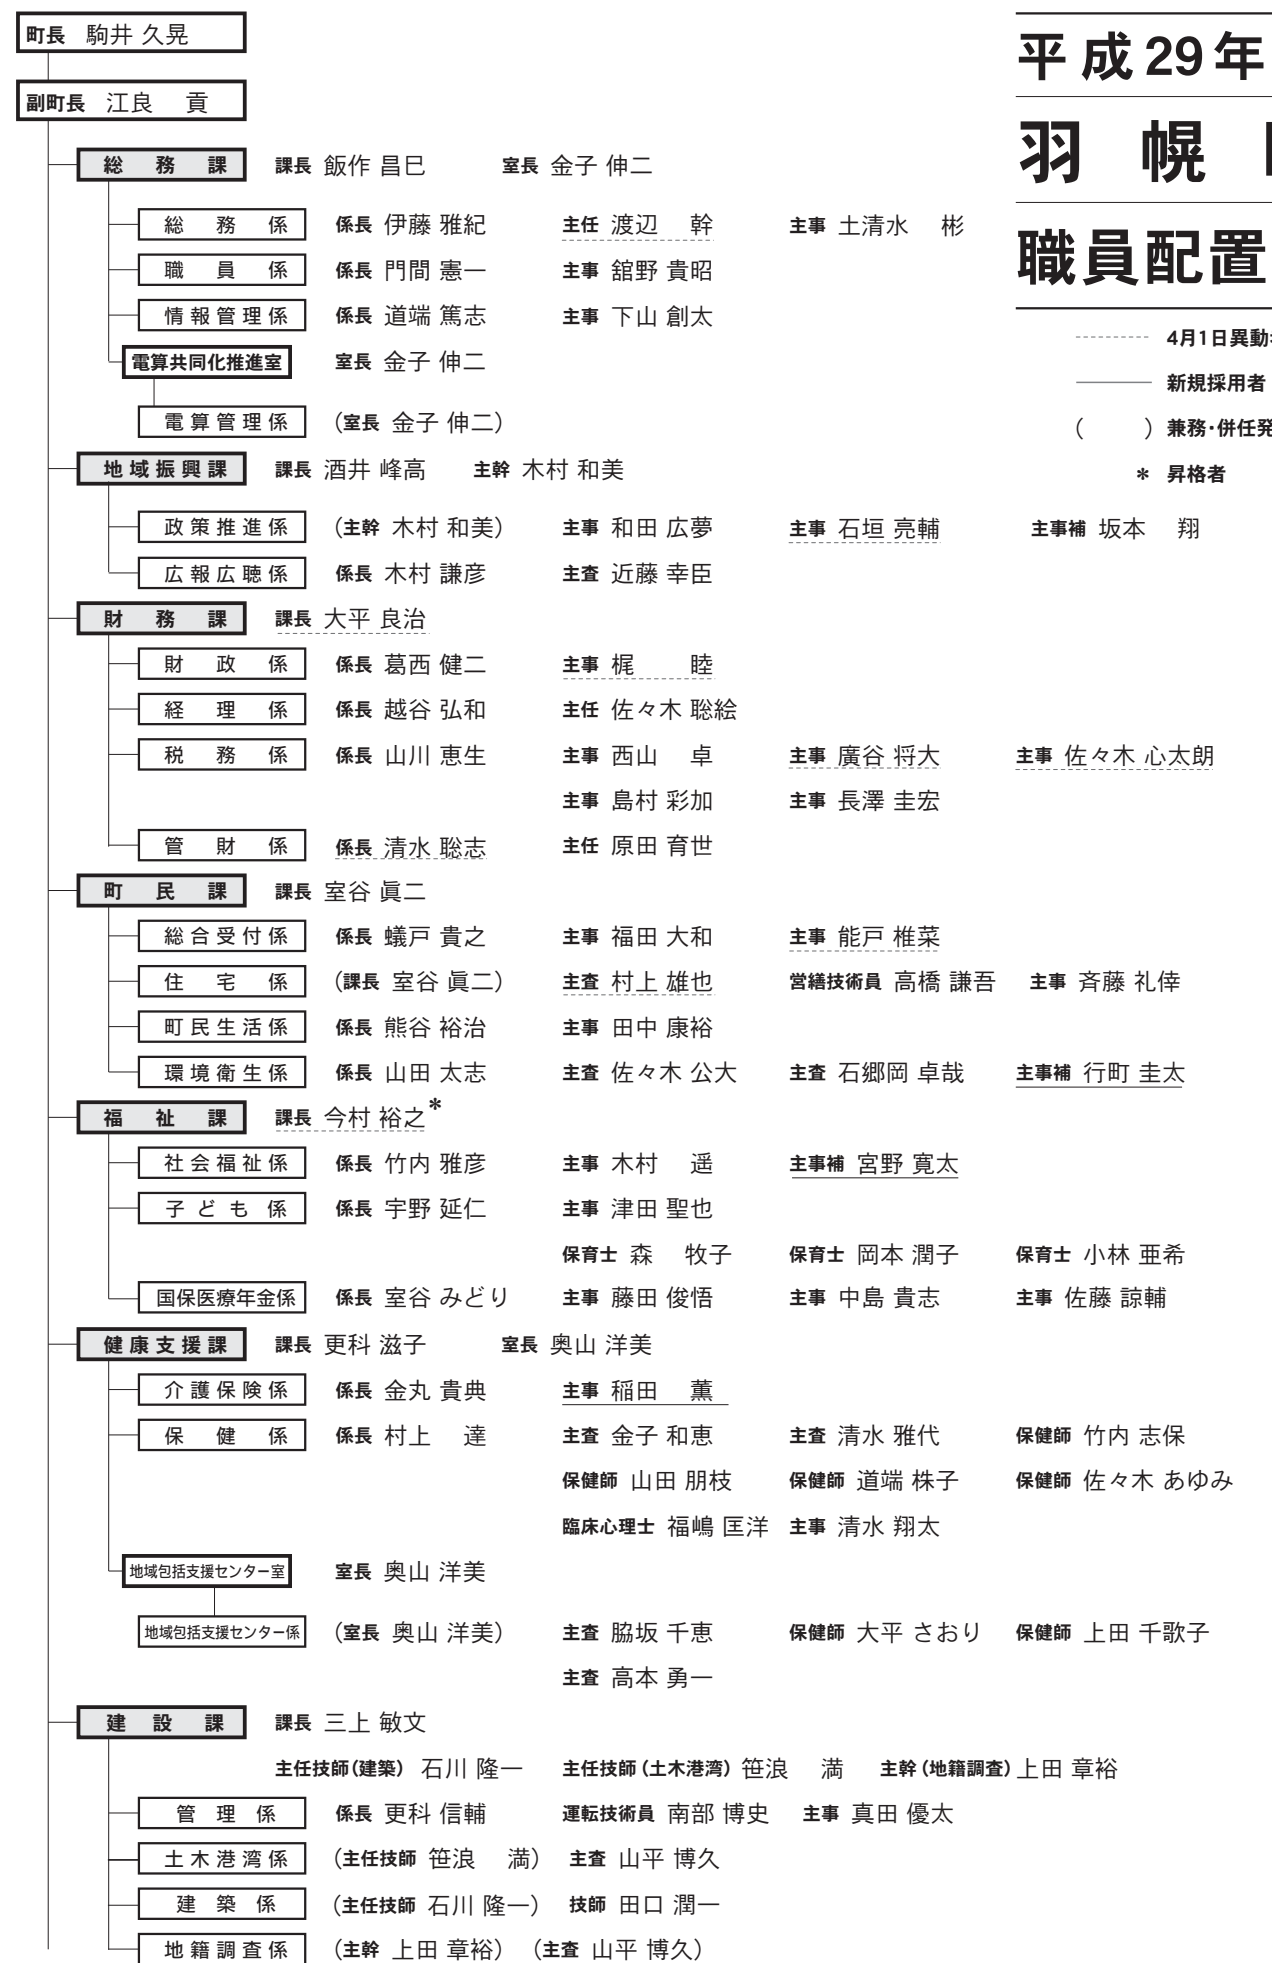 町長 駒井 久晃
副町長 江良　貢
平成29年
羽 幌
職員配置
4月1日異動
新規採用者
（　　）兼務・併任
* 昇格者
総務課 課長 飯作 昌巳 室長 金子 伸二
総務係 係長 伊藤 雅紀 主任 渡辺　幹 主事 土清水　彬
職員係 係長 門間 憲一 主事 舘野 貴昭
情報管理係 係長 道端 篤志 主事 下山 創太
電算共同化推進室 室長 金子 伸二
電算管理係 （室長 金子 伸二）
地域振興課 課長 酒井 峰高 主幹 木村 和美
政策推進係 （主幹 木村 和美） 主事 和田 広夢 主事 石垣 亮輔 主事補 坂本　翔
広報広聴係 係長 木村 謙彦 主査 近藤 幸臣
財務課 課長 大平 良治
財政係 係長 葛西 健二 主事 梶　　睦
経理係 係長 越谷 弘和 主任 佐々木 聡絵
税務係 係長 山川 恵生 主事 西山　卓 主事 廣谷 将大 主事 佐々木 心太朗
主事 島村 彩加 主事 長澤 圭宏
管財係 係長 清水 聡志 主任 原田 育世
町民課 課長 室谷 眞二
総合受付係 係長 蟻戸 貴之 主事 福田 大和 主事 能戸 椎菜
住宅係 （課長 室谷 眞二） 主査 村上 雄也 営繕技術員 高橋 謙吾 主事 斉藤 礼倖
町民生活係 係長 熊谷 裕治 主事 田中 康裕
環境衛生係 係長 山田 太志 主査 佐々木 公大 主査 石郷岡 卓哉 主事補 行町 圭太
福祉課 課長 今村 裕之*
社会福祉係 係長 竹内 雅彦 主事 木村　遥 主事補 宮野 寛太
子ども係 係長 宇野 延仁 主事 津田 聖也
保育士 森　牧子 保育士 岡本 潤子 保育士 小林 亜希
国保医療年金係 係長 室谷 みどり 主事 藤田 俊悟 主事 中島 貴志 主事 佐藤 諒輔
健康支援課 課長 更科 滋子 室長 奥山 洋美
介護保険係 係長 金丸 貴典 主事 稲田　薫
保健係 係長 村上　達 主査 金子 和恵 主査 清水 雅代 保健師 竹内 志保
保健師 山田 朋枝 保健師 道端 株子 保健師 佐々木 あゆみ
臨床心理士 福嶋 匡洋 主事 清水 翔太
地域包括支援センター室 室長 奥山 洋美
地域包括支援センター係 （室長 奥山 洋美） 主査 脇坂 千恵 保健師 大平 さおり 保健師 上田 千歌子
主査 高本 勇一
建設課 課長 三上 敏文
主任技師（建築） 石川 隆一 主任技師（土木港湾） 笹浪　満 主幹（地籍調査） 上田 章裕
管理係 係長 更科 信輔 運転技術員 南部 博史 主事 真田 優太
土木港湾係 （主任技師 笹浪　満） 主査 山平 博久
建築係 （主任技師 石川 隆一） 技師 田口 潤一
地籍調査係 （主幹 上田 章裕） （主査 山平 博久）